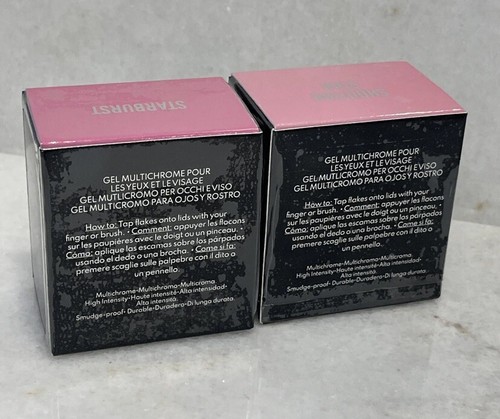 STARBURST
GEL MULTICHROME POUR
LES YEUX ET LE VISAGE
GEL MUTLICROMO PER OCCHI E VISO
GEL MULTICROMO PARA OJOS Y ROSTRO
How to: Tap flakes onto lids with your
finger or brush. • Comment: appuyer les flocons
sur les paupières avec le doigt ou un pinceau. •
Cómo: aplique las escamas sobre los párpados
usando el dedo o una brocha. • Come si fa:
premere scaglie sulle palpebre con il dito o
un pennello.
Multichrome-Multichroma-Multicroma
High Intensity-Haute intensité-Alta intensidad-
Alta intensità
Smudge-proof- Durable-Duradero-Di lunga durata
GEL MULTICHROME POUR
LES YEUX ET LE VISAGE
GEL MUTLICROMO PER OCCHI E VISO
GEL MULTICROMO PARA OJOS Y ROSTRO
How to: Tap flakes onto lids with your
finger or brush. • Comment: appuyer les flocons
sur les paupières avec le doigt ou un pinceau. •
Cómo: aplique las escamas sobre los párpados
usando el dedo o una brocha. • Come si fa:
premere scaglie sulle palpebre con il dito o un
pennello.
Multichrome-Multichroma-Multicroma
High Intensity-Haute intensité-Alta intensidad-
Alta intensità
Smudge-proof- Durable-Duradero-Di lunga durata